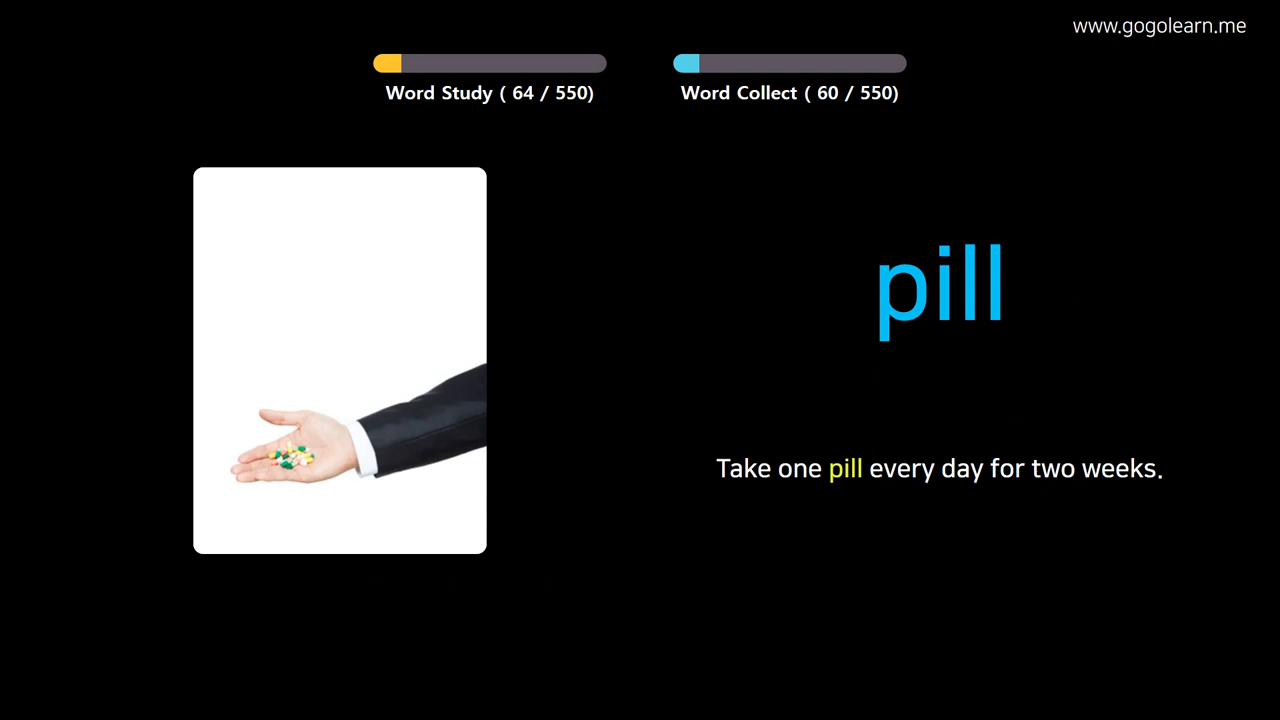 www.gogolearn.me
Word Study ( 64 / 550)
Word Collect ( 60 / 550)
pill
Take one pill every day for two weeks.